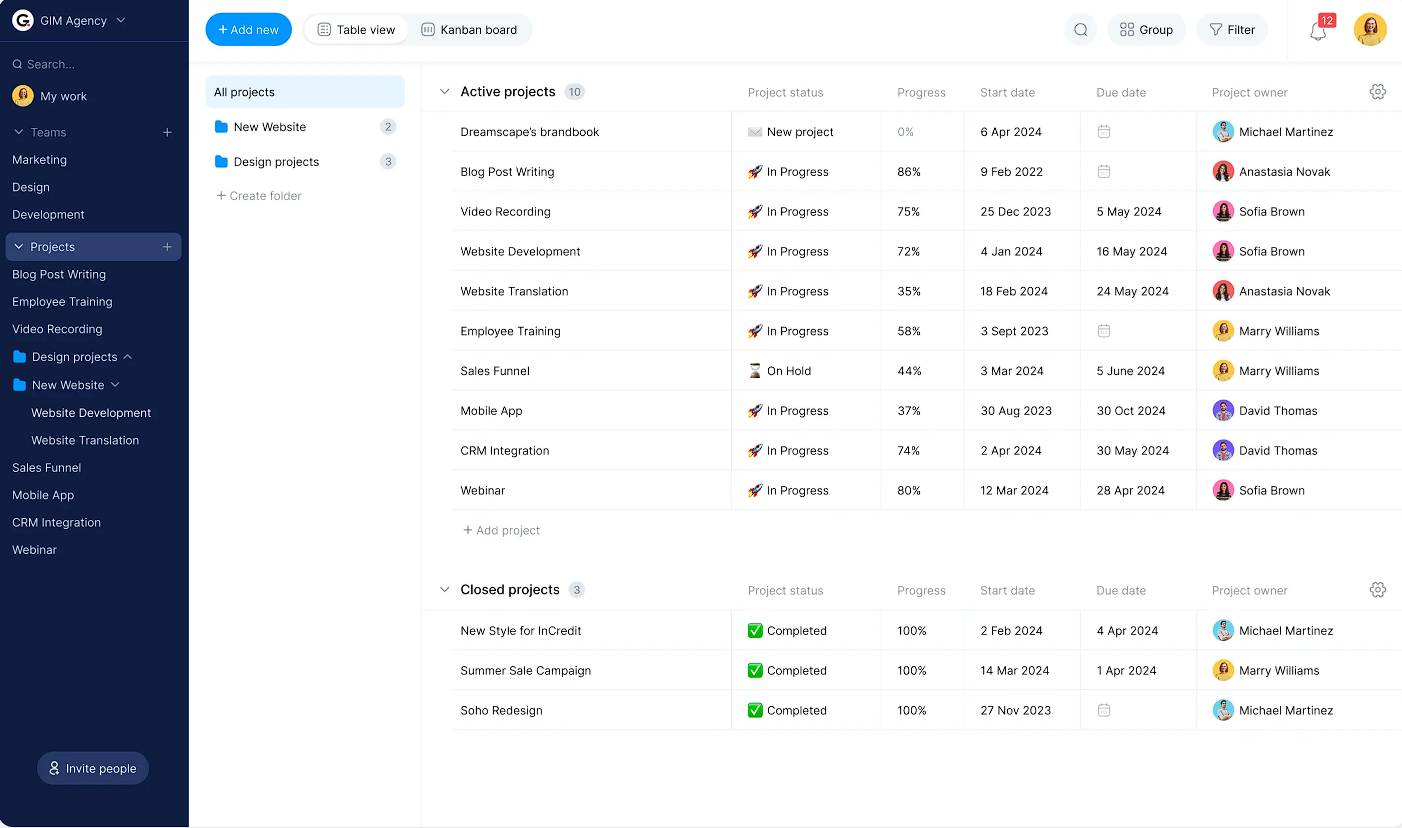 GIM Agency
Search...
My work
Teams
Marketing
Design
Development
Projects
Blog Post Writing
Employee Training
Video Recording
Design projects
New Website
Website Development
Website Translation
Sales Funnel
Mobile App
CRM Integration
Webinar
Invite people
+ Add new Table view Kanban board Group Filter 12
All projects
New Website 2
Design projects 3
+ Create folder
Active projects 10 Project status Progress Start date Due date Project owner
Dreamscape’s brandbook New project 0% 6 Apr 2024 Michael Martinez
Blog Post Writing In Progress 86% 9 Feb 2022 Anastasia Novak
Video Recording In Progress 75% 25 Dec 2023 5 May 2024 Sofia Brown
Website Development In Progress 72% 4 Jan 2024 16 May 2024 Sofia Brown
Website Translation In Progress 35% 18 Feb 2024 24 May 2024 Anastasia Novak
Employee Training In Progress 58% 3 Sept 2023 Marry Williams
Sales Funnel On Hold 44% 3 Mar 2024 5 June 2024 Marry Williams
Mobile App In Progress 37% 30 Aug 2023 30 Oct 2024 David Thomas
CRM Integration In Progress 74% 2 Apr 2024 30 May 2024 David Thomas
Webinar In Progress 80% 12 Mar 2024 28 Apr 2024 Sofia Brown
+ Add project
Closed projects 3 Project status Progress Start date Due date Project owner
New Style for InCredit Completed 100% 2 Feb 2024 4 Apr 2024 Michael Martinez
Summer Sale Campaign Completed 100% 14 Mar 2024 1 Apr 2024 Marry Williams
Soho Redesign Completed 100% 27 Nov 2023 Michael Martinez